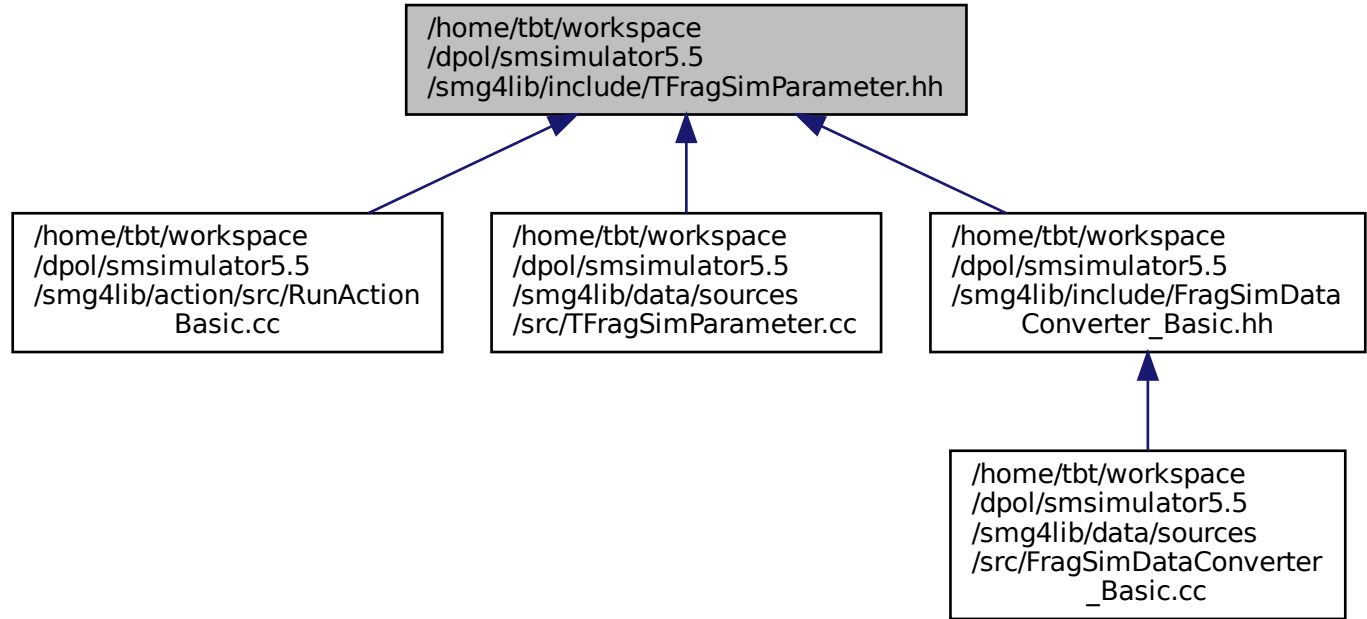 /home/tbt/workspace
/dpol/smsimulator5.5
/smg4lib/include/TFragSimParameter.hh
/home/tbt/workspace
/dpol/smsimulator5.5
/smg4lib/action/src/RunAction
Basic.cc
/home/tbt/workspace
/dpol/smsimulator5.5
/smg4lib/data/sources
/src/TFragSimParameter.cc
/home/tbt/workspace
/dpol/smsimulator5.5
/smg4lib/include/FragSimData
Converter_Basic.hh
/home/tbt/workspace
/dpol/smsimulator5.5
/smg4lib/data/sources
/src/FragSimDataConverter
_Basic.cc